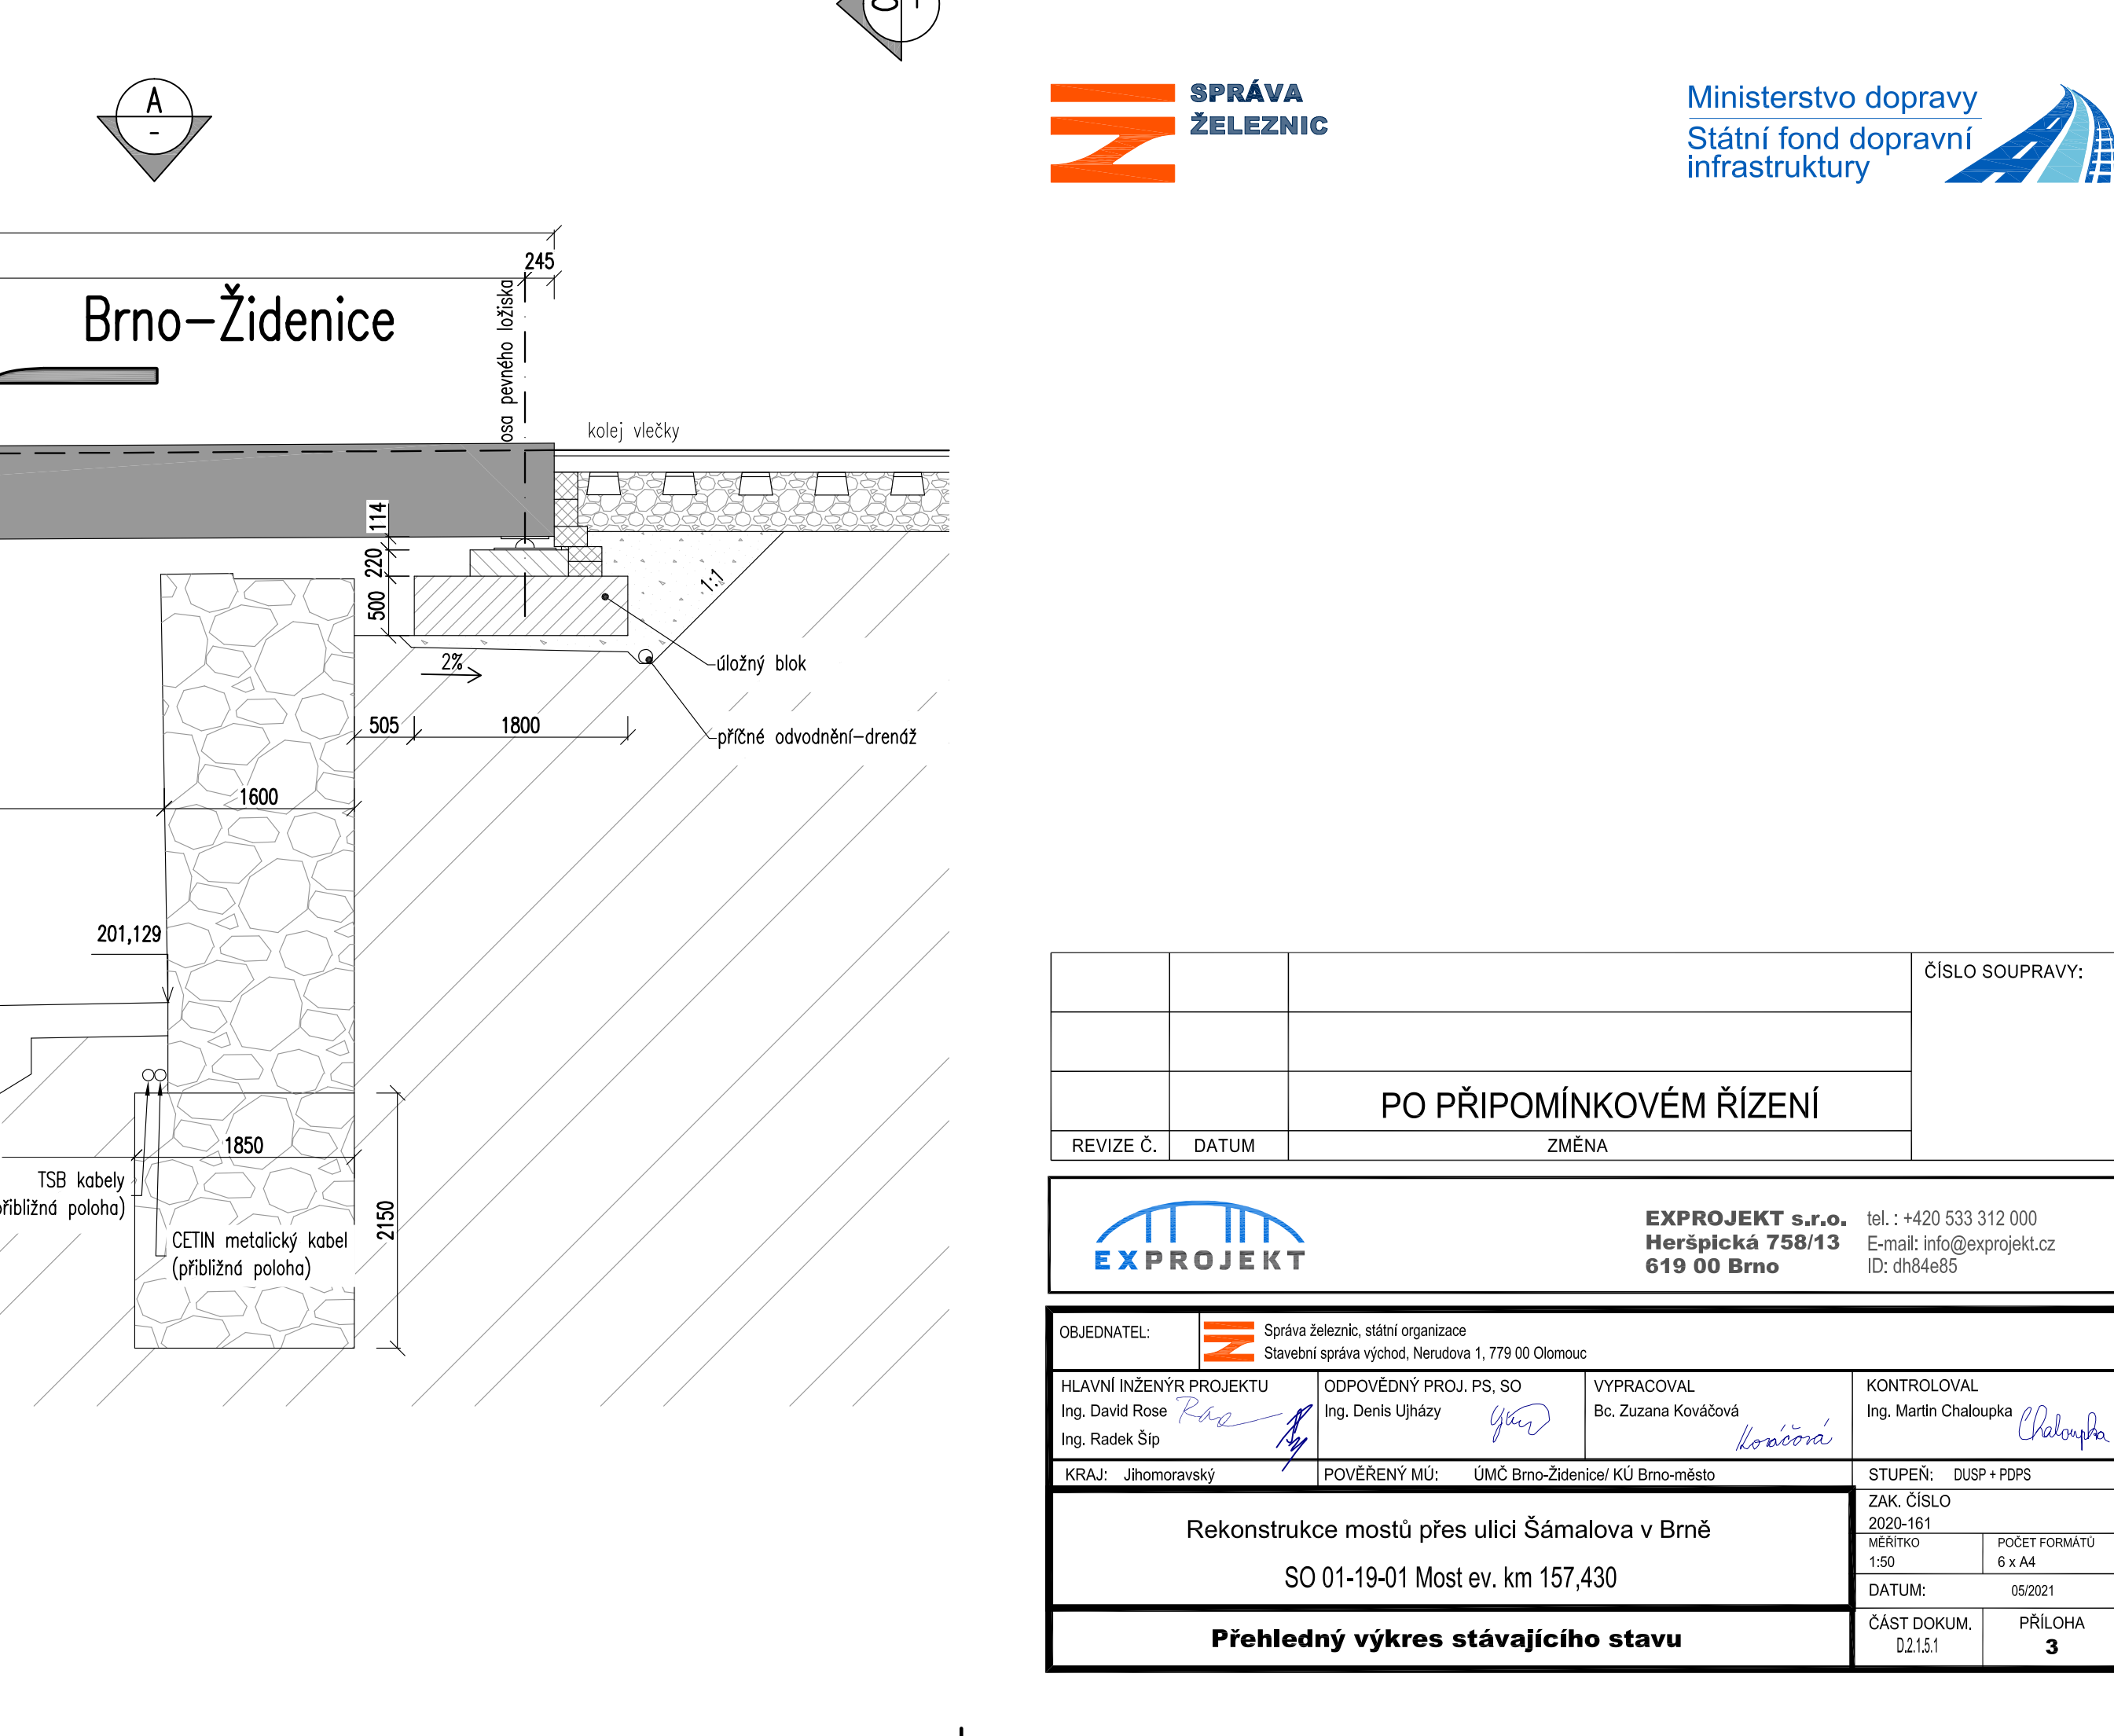 A
-
SPRÁVA
ŽELEZNIC
Ministerstvo dopravy
Státní fond dopravní
infrastruktury
245
Brno-Židenice
osa pevného ložiska
kolej vlečky
114
220
500
1:1
2%
úložný blok
505
1800
příčné odvodnění-drenáž
1600
201,129
1850
TSB kabely
přibližná poloha)
2150
CETIN metalický kabel
(přibližná poloha)
ČÍSLO SOUPRAVY:
PO PŘIPOMÍNKOVÉM ŘÍZENÍ
REVIZE Č. DATUM ZMĚNA
EXPROJEKT
EXPROJEKT s.r.o.
Heršpická 758/13
619 00 Brno
tel. : +420 533 312 000
E-mail: info@exprojekt.cz
ID: dh84e85
OBJEDNATEL:
Správa železnic, státní organizace
Stavební správa východ, Nerudova 1, 779 00 Olomouc
HLAVNÍ INŽENÝR PROJEKTU
Ing. David Rose
Ing. Radek Šíp
ODPOVĚDNÝ PROJ. PS, SO
Ing. Denis Ujházy
VYPRACOVAL
Bc. Zuzana Kováčová
Kováčová
KONTROLOVAL
Ing. Martin Chaloupka
Chaloupka
KRAJ: Jihomoravský
POVĚŘENÝ MÚ: ÚMČ Brno-Židenice/ KÚ Brno-město
STUPEŇ: DUSP + PDPS
Rekonstrukce mostů přes ulici Šámalova v Brně
SO 01-19-01 Most ev. km 157,430
ZAK. ČÍSLO
2020-161
MĚŘÍTKO
1:50
POČET FORMÁTŮ
6 x A4
DATUM: 05/2021
Přehledný výkres stávajícího stavu
ČÁST DOKUM.
D.2.1.5.1
PŘÍLOHA
3